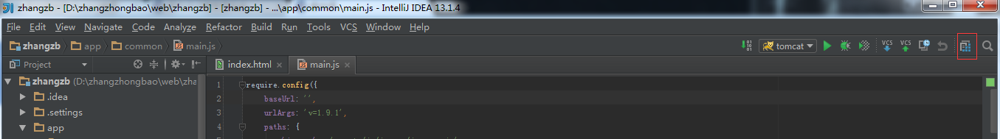 zhangzb - [D:\zhangzhongbao\web\zhangzb] - [zhangzb] - ...\app\common\main.js - IntelliJ IDEA 13.1.4
File Edit View Navigate Code Analyze Refactor Build Run Tools VCS Window Help
zhangzb app common main.js tomcat VCS VCS
Project index.html main.js
zhangzb (D:\zhangzhongbao\web\zha
.idea
.settings
app
1 require.config({
2 baseUrl: '',
3 urlArgs: 'v=1.9.1',
4 paths: {